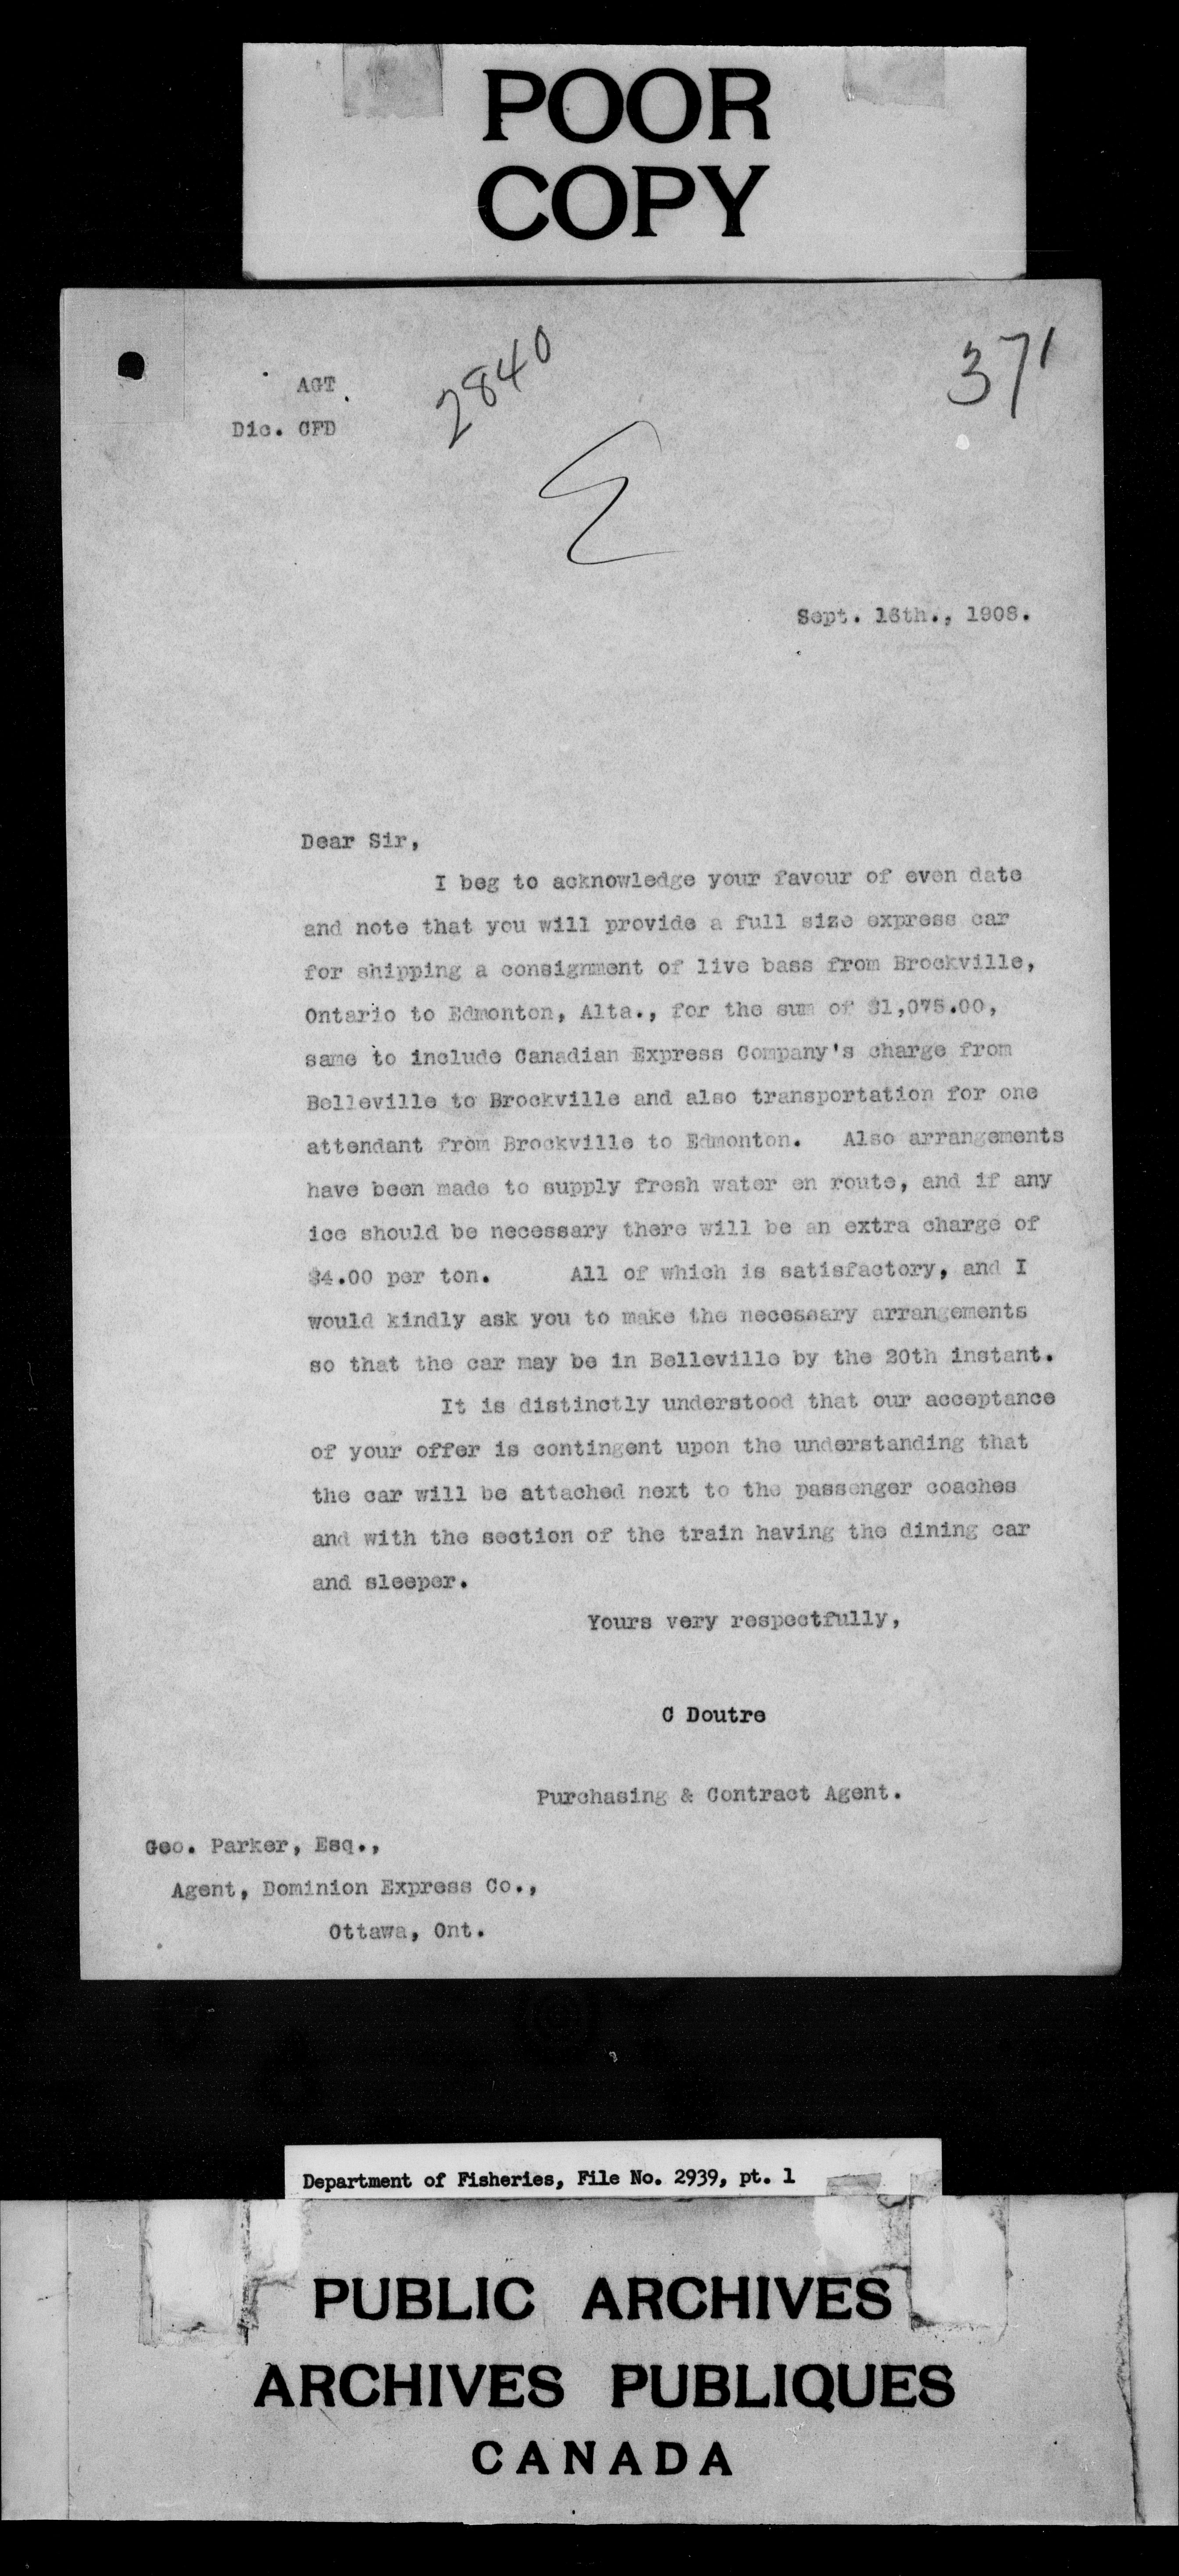 POOR
COPY
2840
371
AGT.
Dic. CFD
Sept. 16th., 1908.
Dear Sir,
I beg to acknowledge your favour of even date
and note that you will provide a full size express car
for shipping a consignment of live bass from Brockville,
Ontario to Edmonton, Alta., for the sum of $1,075.00,
same to include Canadian Express Company's charge from
Belleville to Brockville and also transportation for one
attendant from Brockville to Edmonton. Also arrangements
have been made to supply fresh water en route, and if any
ice should be necessary there will be an extra charge of
$4.00 per ton. All of which is satisfactory, and I
would kindly ask you to make the necessary arrangements
so that the car may be in Belleville by the 20th instant.
It is distinctly understood that our acceptance
of your offer is contingent upon the understanding that
the car will be attached next to the passenger coaches
and with the section of the train having the dining car
and sleeper.
Yours very respectfully,
C Doutre
Purchasing & Contract Agent.
Geo. Parker, Esq.,
Agent, Dominion Express Co.,
Ottawa, Ont.
Department of Fisheries, File No. 2939, pt. 1
PUBLIC ARCHIVES
ARCHIVES PUBLIQUES
CANADA